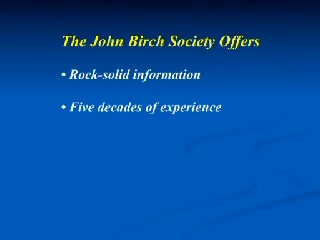 The John Birch Society Offers
• Rock-solid information
• Five decades of experience